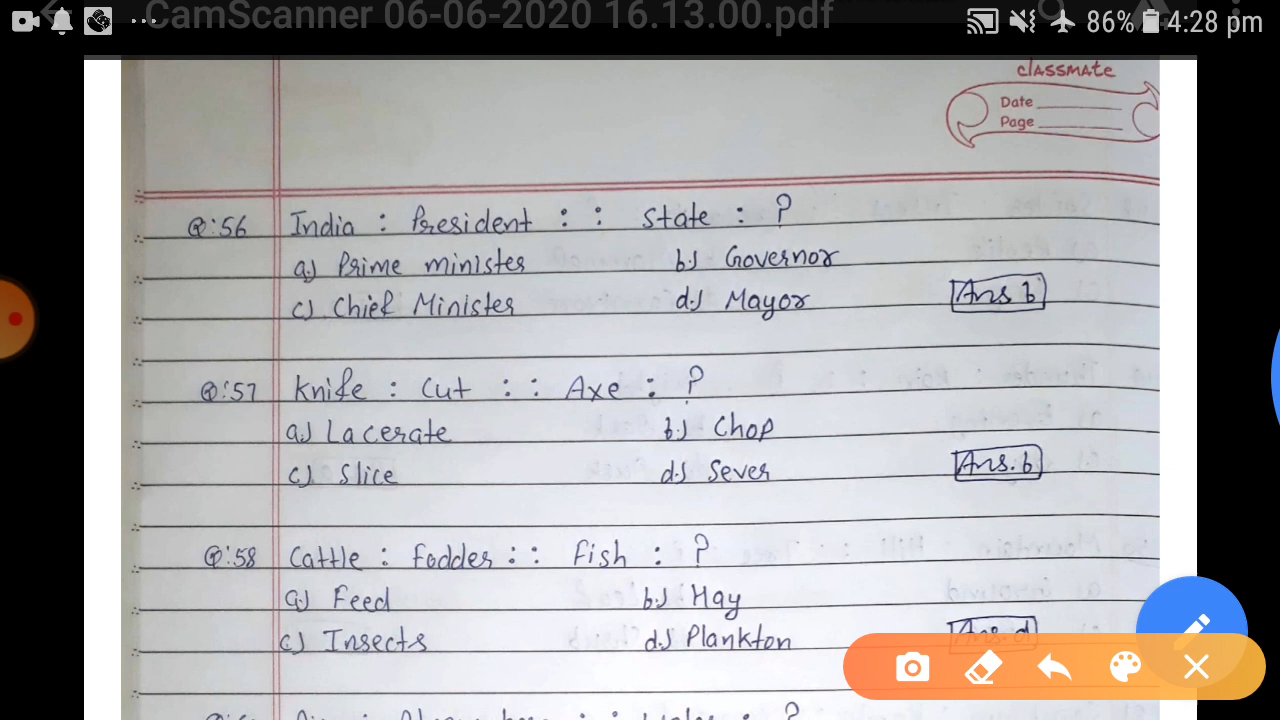 CamScanner 06-06-2020 16.13.00.pdf
86% 4:28 pm
classmate
Date
Page
Q:56 India : President : : State : ?
a) Prime minister b) Governor
c) Chief Minister d) Mayor Ans b
Q:57 Knife : Cut : : Axe : ?
a) Lacerate b) Chop
c) Slice d) Sever Ans. b
Q:58 Cattle : Fodder : : Fish : ?
a) Feed b) Hay
c) Insects d) Plankton Ans. d